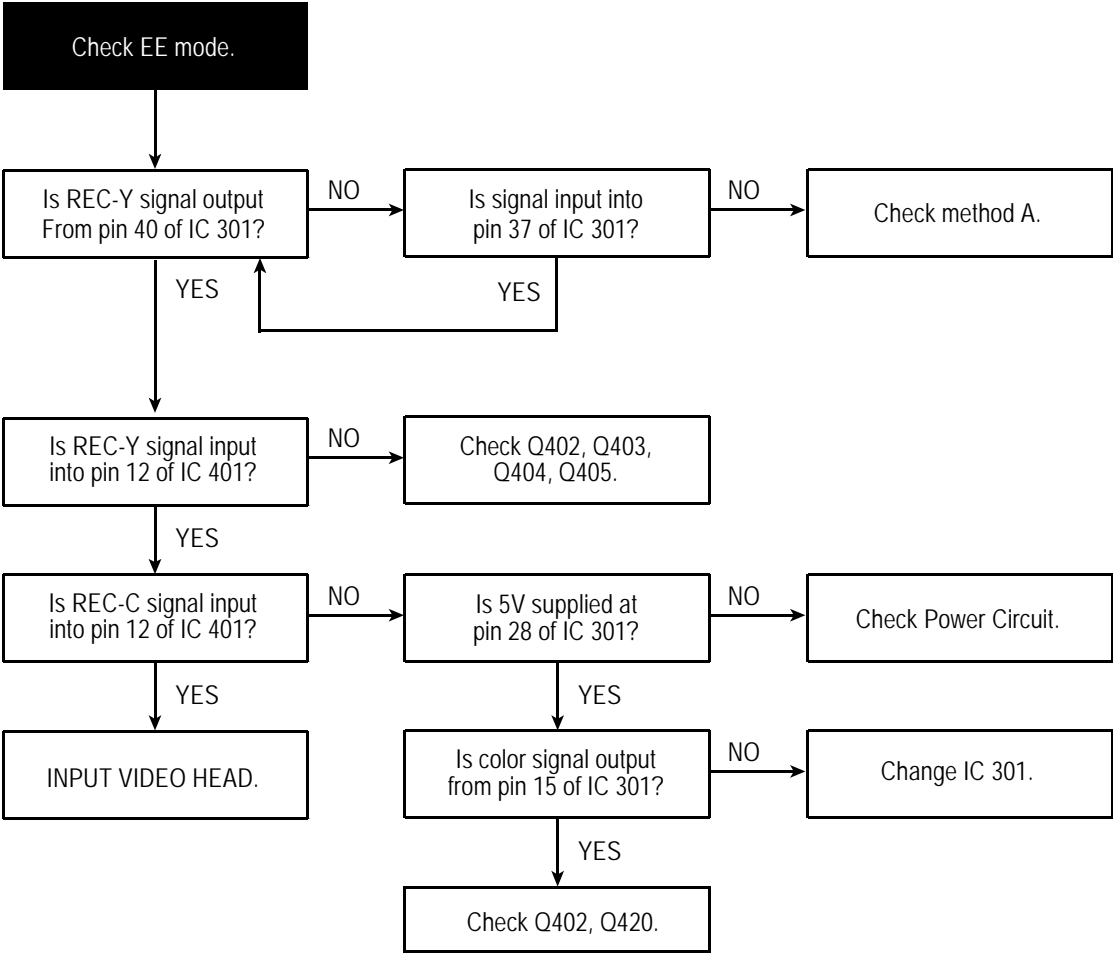 Check EE mode.
Is REC-Y signal output
From pin 40 of IC 301?
NO
Is signal input into
pin 37 of IC 301?
NO
Check method A.
YES
YES
Is REC-Y signal input
into pin 12 of IC 401?
NO
Check Q402, Q403,
Q404, Q405.
YES
Is REC-C signal input
into pin 12 of IC 401?
NO
Is 5V supplied at
pin 28 of IC 301?
NO
Check Power Circuit.
YES
YES
INPUT VIDEO HEAD.
Is color signal output
from pin 15 of IC 301?
NO
Change IC 301.
YES
Check Q402, Q420.